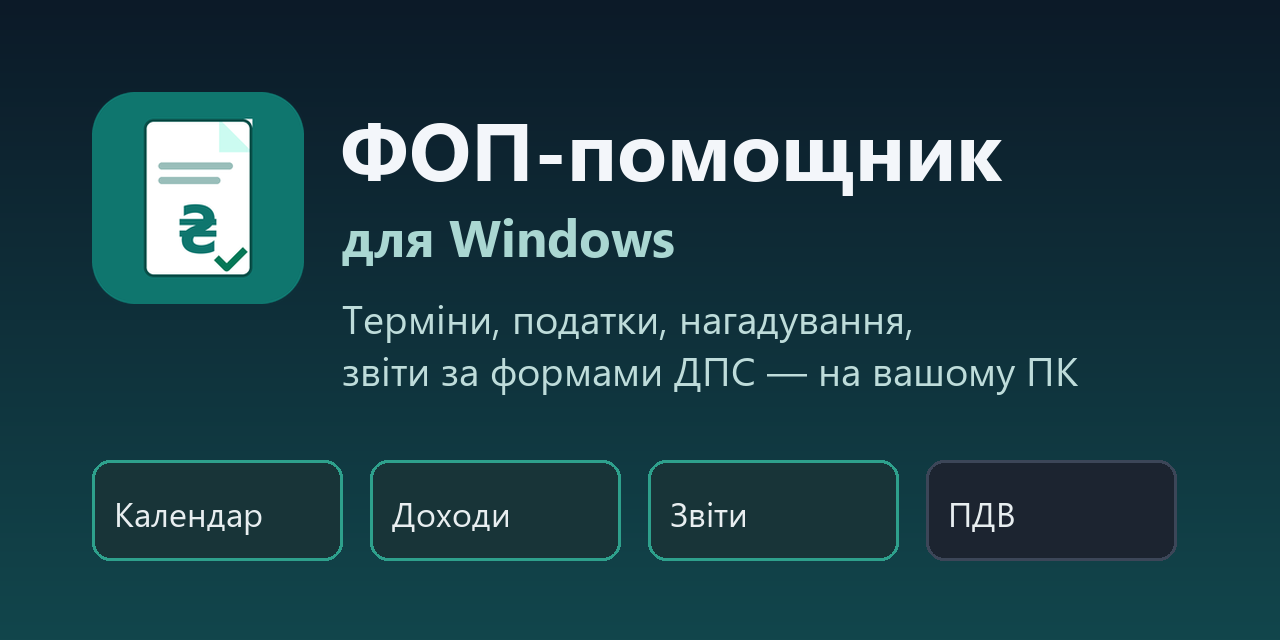 ФОП-помощник
для Windows
Терміни, податки, нагадування,
звіти за формами ДПС — на вашому ПК
₴
Календар
Доходи
Звіти
ПДВ